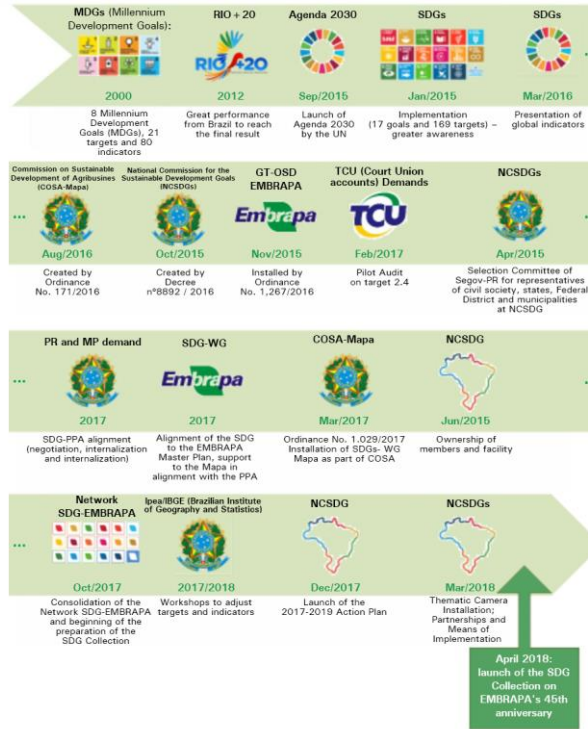 MDGs (Millennium
Development Goals):
RIO + 20
Agenda 2030
SDGs
SDGs
RIO+20
2000
2012
Sep/2015
Jan/2015
Mar/2016
8 Millennium
Development
Goals (MDGs), 21
targets and 80
indicators
Great performance
from Brazil to reach
the final result
Launch of
Agenda 2030
by the UN
Implementation
(17 goals and 169 targets) –
greater awareness
Presentation of
global indicators
...
Commission on Sustainable
Development of Agribusines
(COSA-Mapa)
National Commission for the
Sustainable Development Goals
(NCSDGs)
GT-OSD
EMBRAPA
TCU (Court Union
accounts) Demands
NCSDGs
...
Embrapa
TCU
Aug/2016
Oct/2015
Nov/2015
Feb/2017
Apr/2015
Created by
Ordinance
No. 171/2016
Created by
Decree
nº8892 / 2016
Installed by
Ordinance
No. 1,267/2016
Pilot Audit
on target 2.4
Selection Committee of
Segov-PR for representatives
of civil society, states, Federal
District and municipalities
at NCSDG
PR and MP demand
SDG-WG
COSA-Mapa
NCSDG
...
Embrapa
...
2017
2017
Mar/2017
Jun/2015
SDG-PPA alignment
(negotiation, internalization
and internalization)
Alignment of the SDG
to the EMBRAPA
Master Plan, support
to the Mapa in
alignment with the PPA
Ordinance No. 1.029/2017
Installation of SDGs- WG
Mapa as part of COSA
Ownership of
members and facility
Network
SDG-EMBRAPA
Ipea/IBGE (Brazilian Institute
of Geography and Statistics)
NCSDG
NCSDGs
...
Oct/2017
2017/2018
Dec/2017
Mar/2018
Consolidation of the
Network SDG-EMBRAPA
and beginning of the
preparation of the
SDG Collection
Workshops to adjust
targets and indicators
Launch of the
2017-2019 Action Plan
Thematic Camera
Installation;
Partnerships and
Means of
Implementation
April 2018:
launch of the SDG
Collection on
EMBRAPA's 45th
anniversary